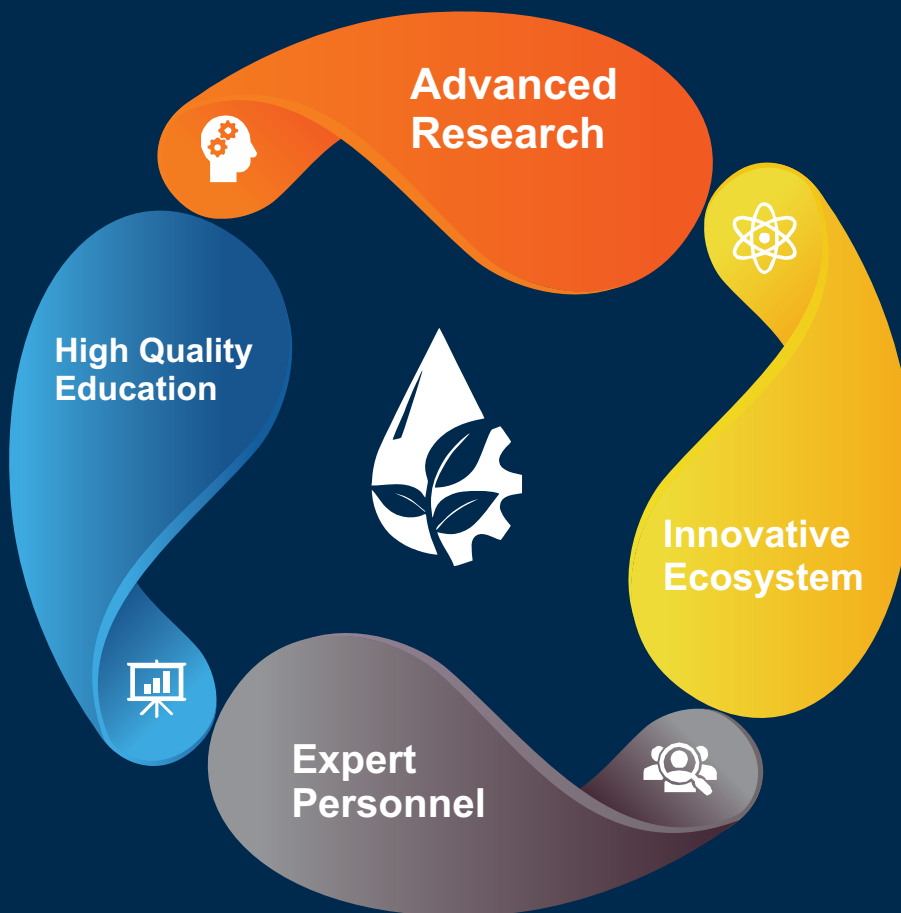 Advanced
Research
High Quality
Education
Innovative
Ecosystem
Expert
Personnel